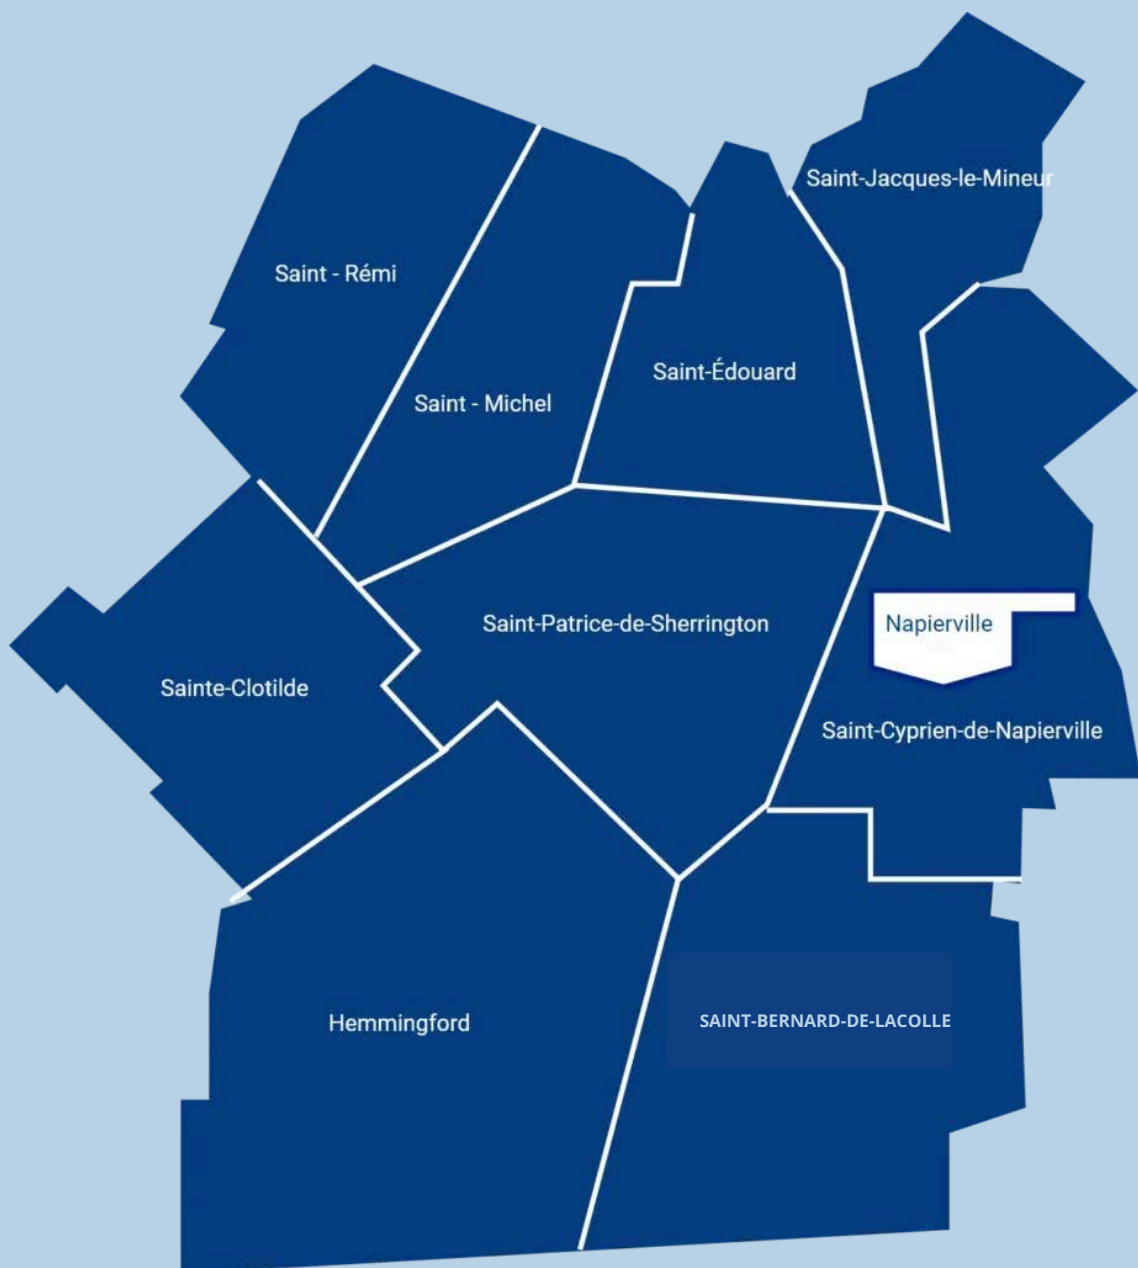 Saint-Jacques-le-Mineur
Saint - Rémi
Saint-Édouard
Saint - Michel
Saint-Patrice-de-Sherrington
Napierville
Sainte-Clotilde
Saint-Cyprien-de-Napierville
Hemmingford
SAINT-BERNARD-DE-LACOLLE